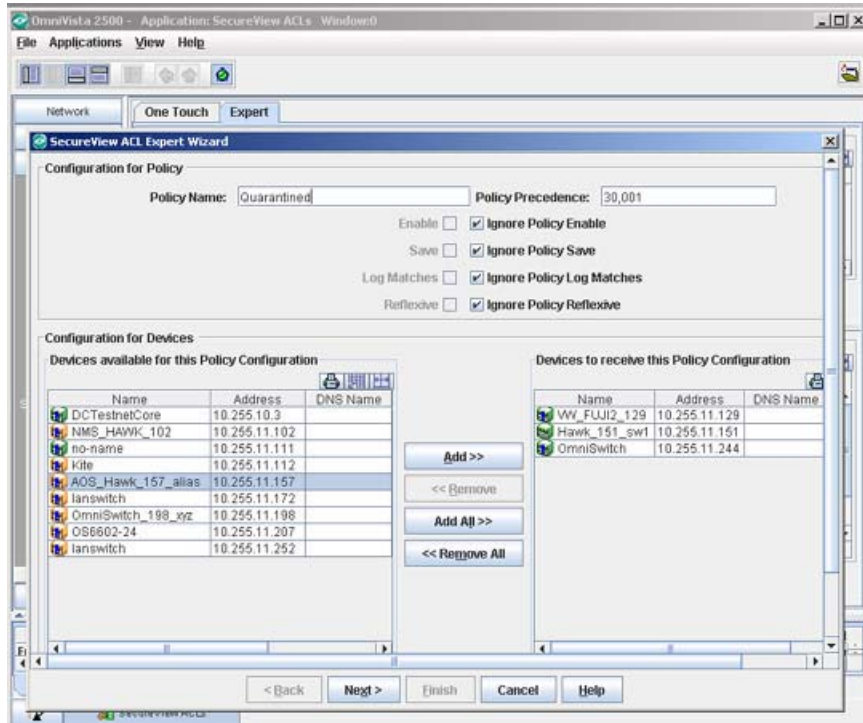 OmniVista 2500 - Application: SecureView ACLs Window:0
File Applications View Help
Network One Touch Expert
SecureView ACL Expert Wizard
Configuration for Policy
Policy Name: Quarantined Policy Precedence: 30,001
Enable Ignore Policy Enable
Save Ignore Policy Save
Log Matches Ignore Policy Log Matches
Reflexive Ignore Policy Reflexive
Configuration for Devices
Devices available for this Policy Configuration
Name Address DNS Name
DCTestnetCore 10.255.10.3
NMS_HAWK_102 10.255.11.102
no-name 10.255.11.111
Kite 10.255.11.112
AOS_Hawk_157_alias 10.255.11.157
lanswitch 10.255.11.172
OmniSwitch_198_xyz 10.255.11.198
OS6602-24 10.255.11.207
lanswitch 10.255.11.252
Add >>
<< Remove
Add All >>
<< Remove All
Devices to receive this Policy Configuration
Name Address DNS Name
VW_FUJI2_129 10.255.11.129
Hawk_151_sw1 10.255.11.151
OmniSwitch 10.255.11.244
< Back Next > Finish Cancel Help
SecureView ACLs